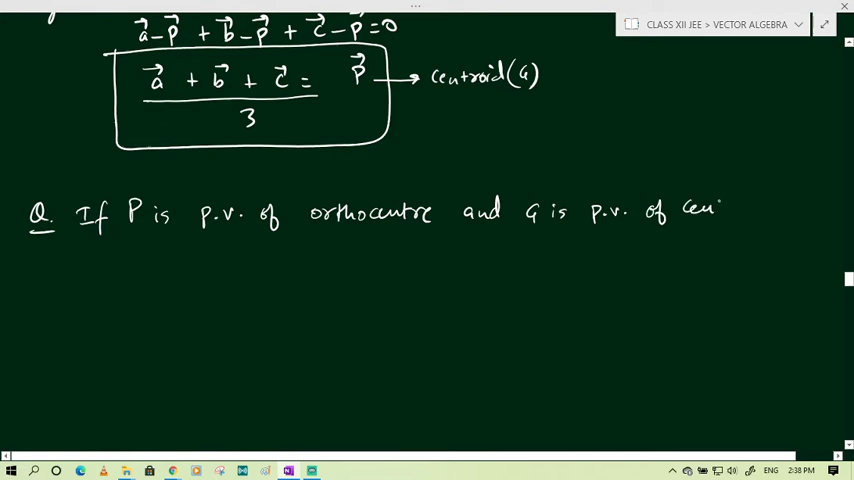 CLASS XII JEE > VECTOR ALGEBRA
a⃗ - p⃗ + b⃗ - p⃗ + c⃗ - p⃗ = 0
a⃗ + b⃗ + c⃗ = p⃗ → centroid (G)
3
Q. If P is p.v. of orthocentre and G is p.v. of cen
ENG 2:38 PM